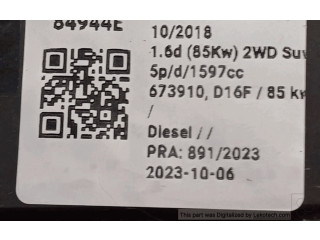 84944E
10/2018
1.6d (85Kw) 2WD Suv
5p/d/1597cc
673910, D16F / 85 kw
/
Diesel / /
PRA: 891/2023
2023-10-06
This part was Digitalized by Lektotech.com